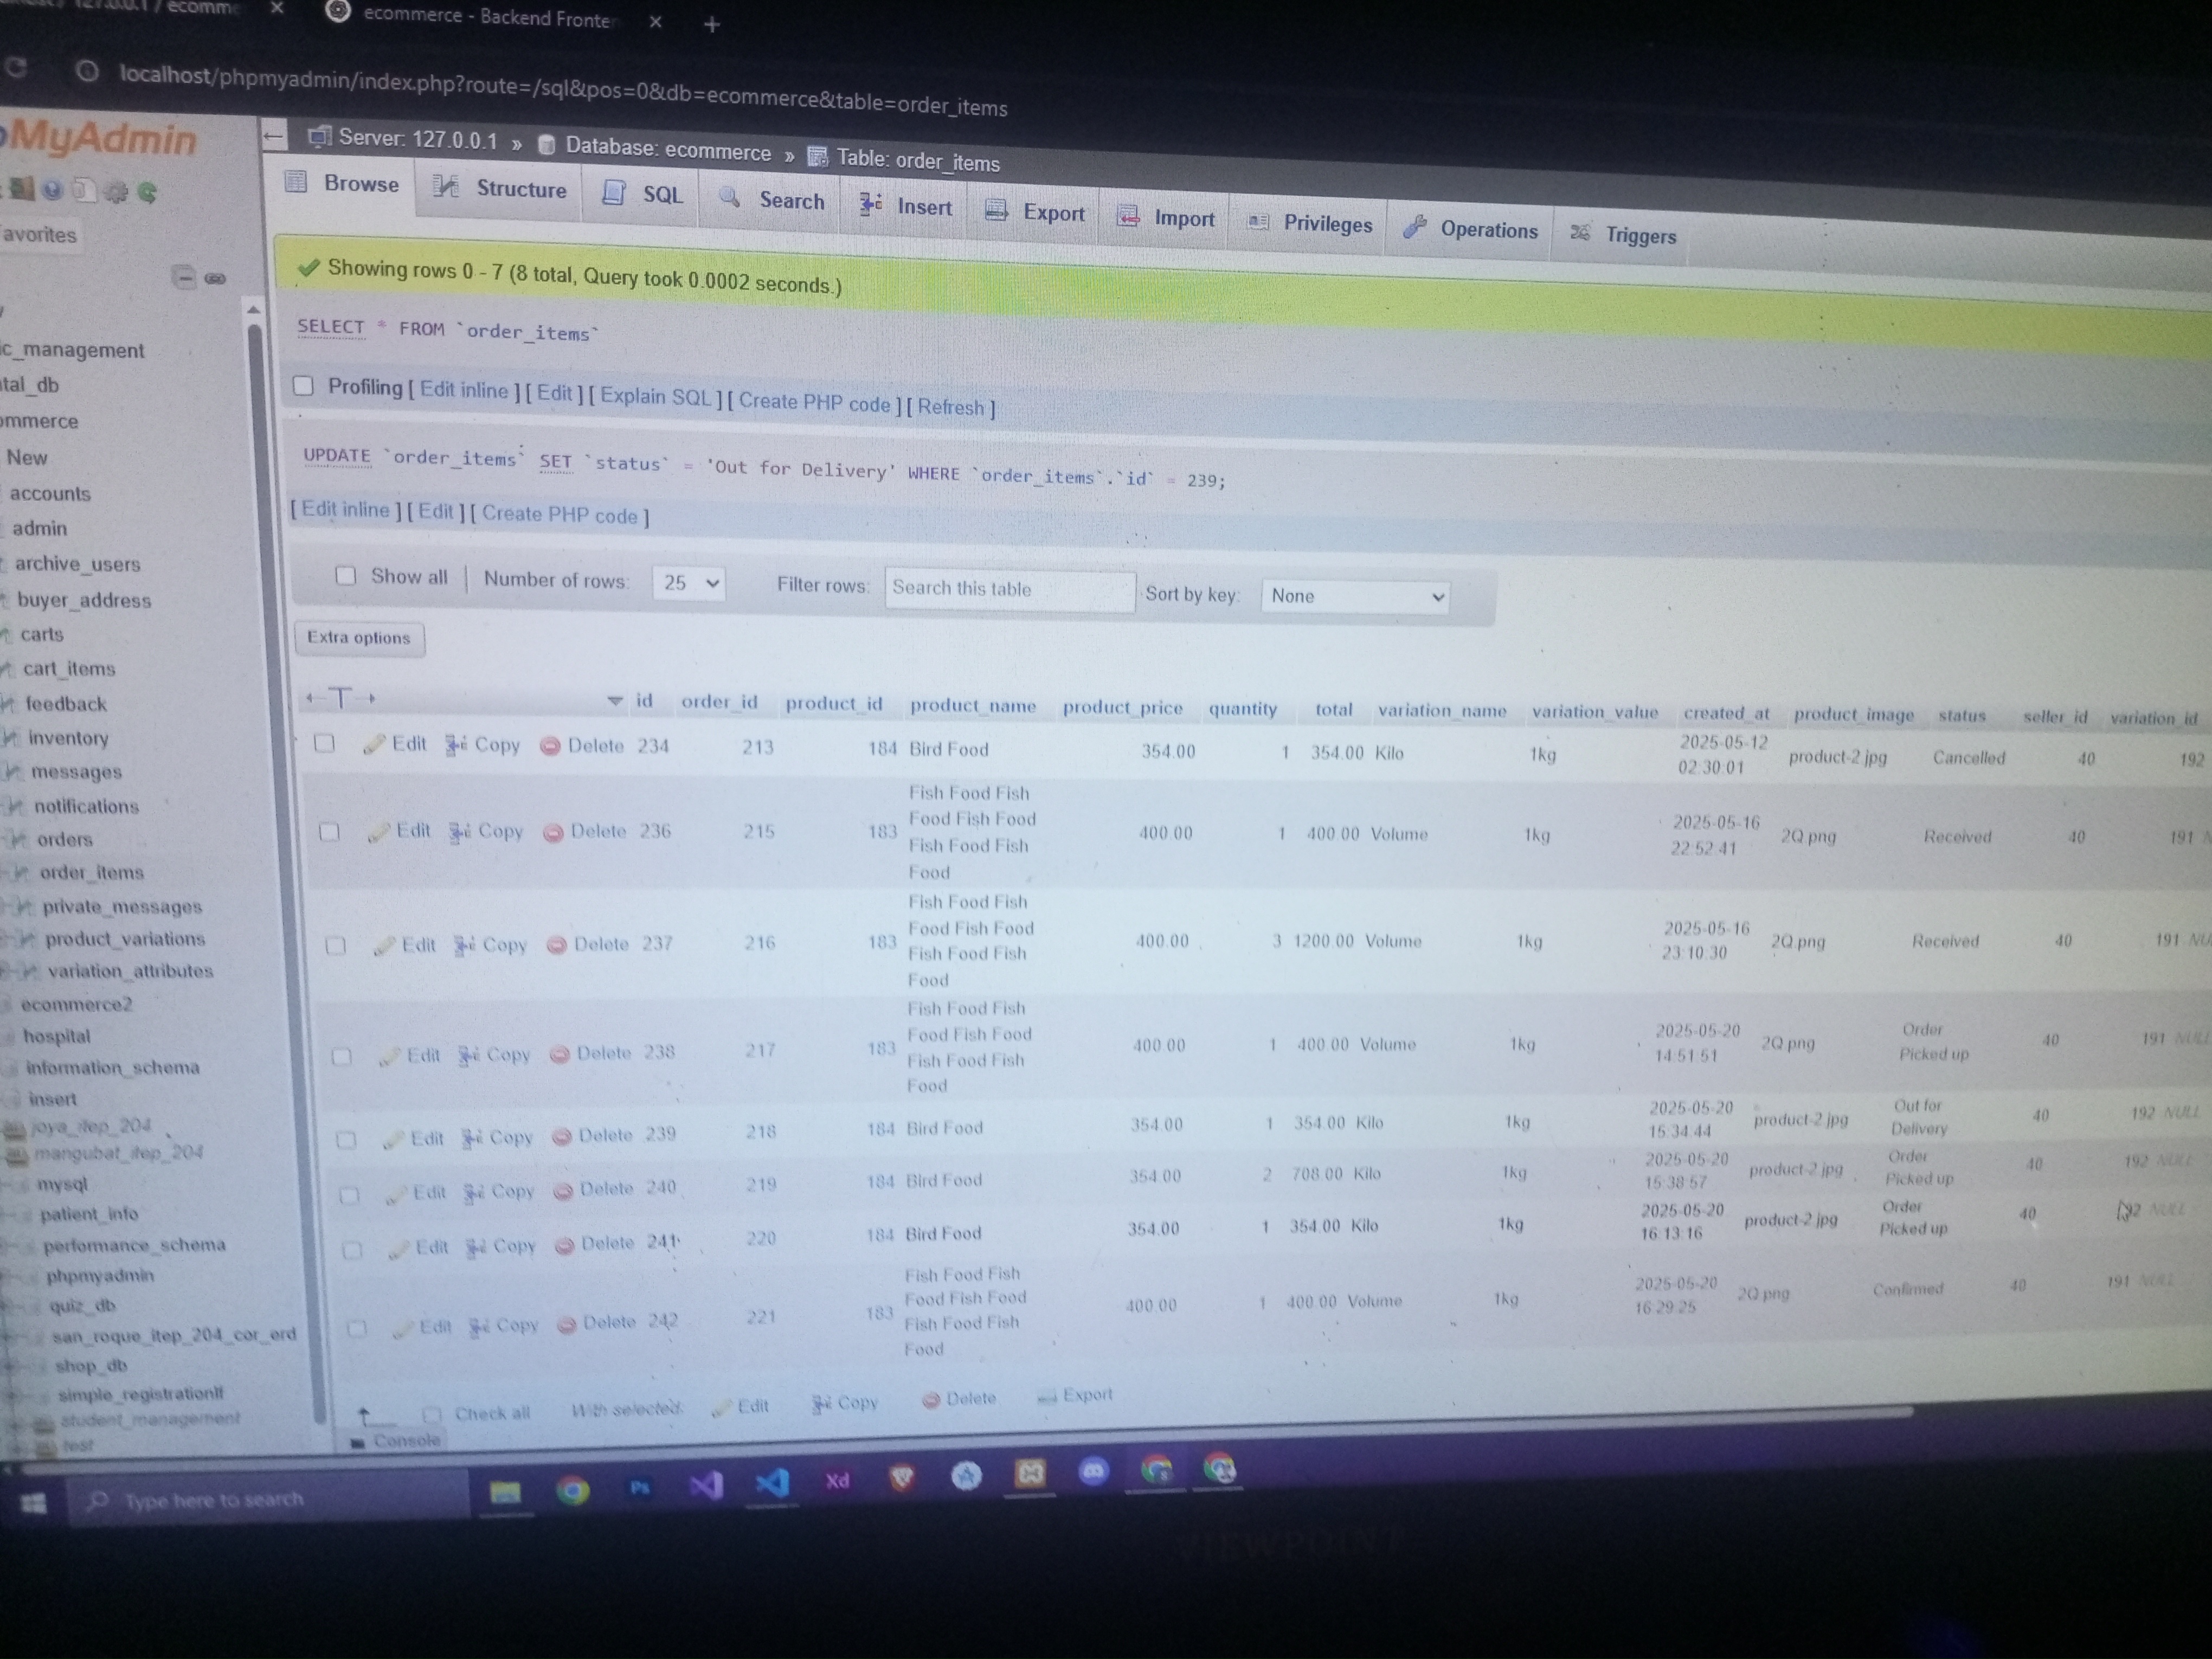 127.0.0.1 / ecomme
ecommerce - Backend Fronte
localhost/phpmyadmin/index.php?route=/sql&pos=0&db=ecommerce&table=order_items
MyAdmin
Server: 127.0.0.1 » Database: ecommerce » Table: order_items
Browse Structure SQL Search Insert Export Import Privileges Operations Triggers
avorites
Showing rows 0 - 7 (8 total, Query took 0.0002 seconds.)
SELECT * FROM `order_items`
Profiling [ Edit inline ] [ Edit ] [ Explain SQL ] [ Create PHP code ] [ Refresh ]
UPDATE `order_items` SET `status` = 'Out for Delivery' WHERE `order_items`.`id` = 239;
[ Edit inline ] [ Edit ] [ Create PHP code ]
Show all Number of rows: 25 Filter rows: Search this table Sort by key: None
Extra options
c_management
tal_db
ommerce
New
accounts
admin
archive_users
buyer_address
carts
cart_items
feedback
inventory
messages
notifications
orders
order_items
private_messages
product_variations
variation_attributes
ecommerce2
hospital
information_schema
insert
joya_itep_204
mangubat_itep_204
mysql
patient_info
performance_schema
phpmyadmin
quiz_db
san_roque_itep_204_cor_erd
shop_db
simple_registrationlf
student_management
test
id order_id product_id product_name product_price quantity total variation_name variation_value created_at product_image status seller_id variation_id
Edit Copy Delete 234 213 184 Bird Food 354.00 1 354.00 Kilo 1kg 2025-05-12 02:30:01 product-2.jpg Cancelled 40 192
Edit Copy Delete 236 215 183 Fish Food Fish Food Fish Food Fish Food Fish Food 400.00 1 400.00 Volume 1kg 2025-05-16 22:52:41 2Q.png Received 40 191 N
Edit Copy Delete 237 216 183 Fish Food Fish Food Fish Food Fish Food Fish Food 400.00 3 1200.00 Volume 1kg 2025-05-16 23:10:30 2Q.png Received 40 191 NU
Edit Copy Delete 238 217 183 Fish Food Fish Food Fish Food Fish Food Fish Food 400.00 1 400.00 Volume 1kg 2025-05-20 14:51:51 2Q.png Order Picked up 40 191 NULL
Edit Copy Delete 239 218 184 Bird Food 354.00 1 354.00 Kilo 1kg 2025-05-20 15:34:44 product-2.jpg Out for Delivery 40 192 NULL
Edit Copy Delete 240 219 184 Bird Food 354.00 2 708.00 Kilo 1kg 2025-05-20 15:38:57 product-2.jpg Order Picked up 40 192 NULL
Edit Copy Delete 241 220 184 Bird Food 354.00 1 354.00 Kilo 1kg 2025-05-20 16:13:16 product-2.jpg Order Picked up 40 NULL
Edit Copy Delete 242 221 183 Fish Food Fish Food Fish Food Fish Food Fish Food 400.00 1 400.00 Volume 1kg 2025-05-20 16:29:25 2Q.png Confirmed 40 191 NULL
Check all With selected: Edit Copy Delete Export
Console
Type here to search
Ps Xd
VIEWPOINT